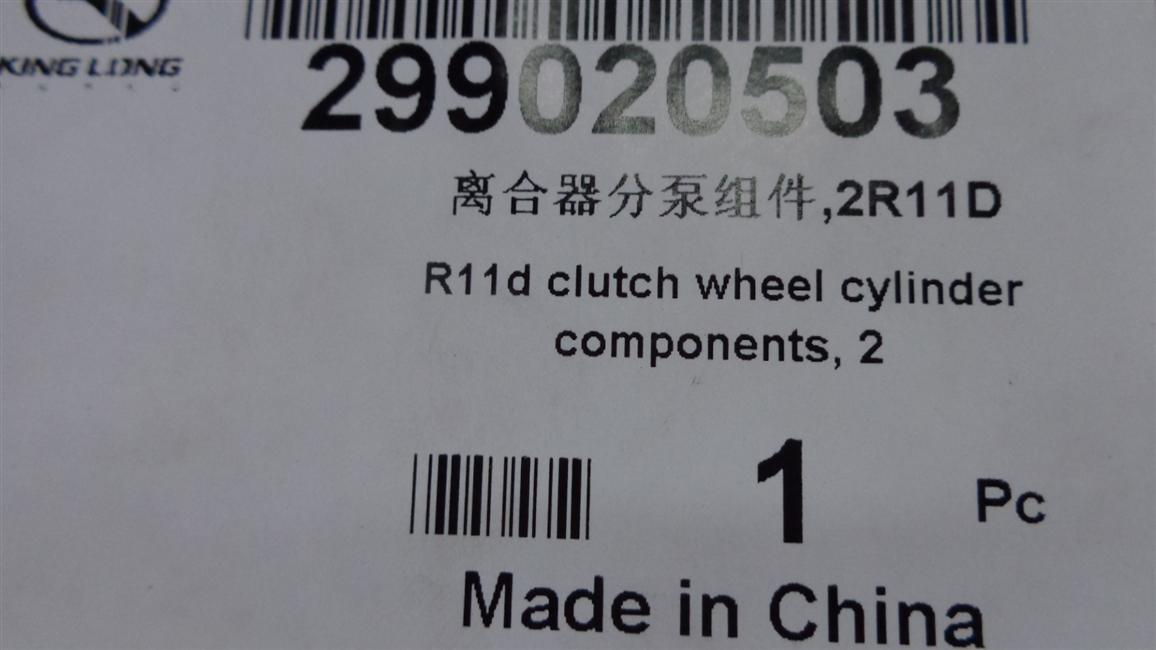 KING LONG
299020503
离合器分泵组件,2R11D
R11d clutch wheel cylinder
components, 2
1 Pc
Made in China